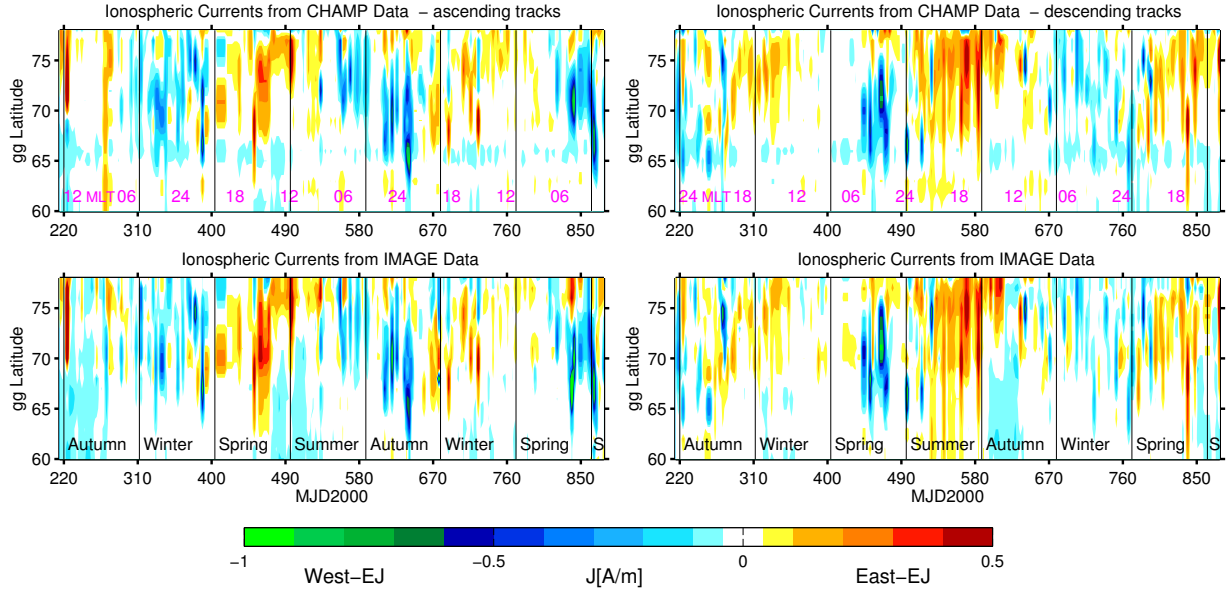 Ionospheric Currents from CHAMP Data − ascending tracks
gg Latitude
75
70
65
60
12 MLT 06 24 18 12 06 24 18 12 06
220 310 400 490 580 670 760 850
Ionospheric Currents from CHAMP Data − descending tracks
gg Latitude
75
70
65
60
24 MLT 18 12 06 24 18 12 06 24 18
220 310 400 490 580 670 760 850
Ionospheric Currents from IMAGE Data
gg Latitude
75
70
65
60
Autumn Winter Spring Summer Autumn Winter Spring S
220 310 400 490 580 670 760 850
MJD2000
Ionospheric Currents from IMAGE Data
gg Latitude
75
70
65
60
Autumn Winter Spring Summer Autumn Winter Spring S
220 310 400 490 580 670 760 850
MJD2000
−1 −0.5 0 0.5
West−EJ J[A/m] East−EJ